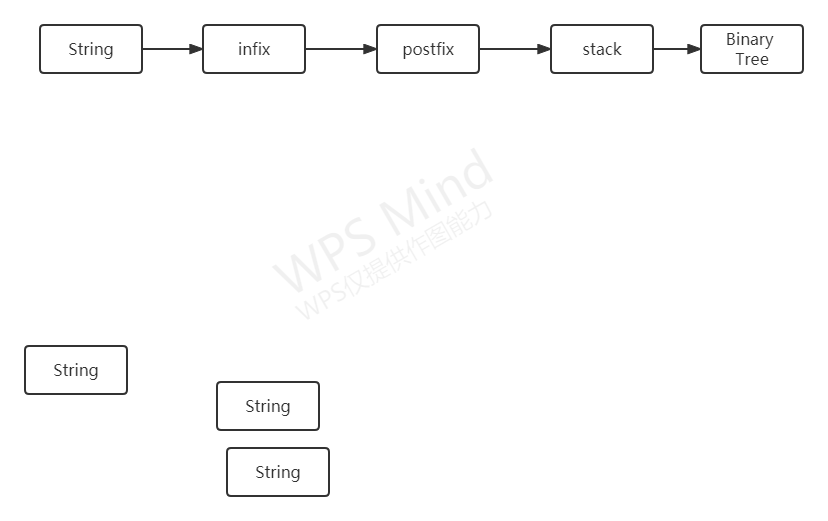 String
infix
postfix
stack
Binary
Tree
WPS Mind
WPS仅提供作图能力
String
String
String